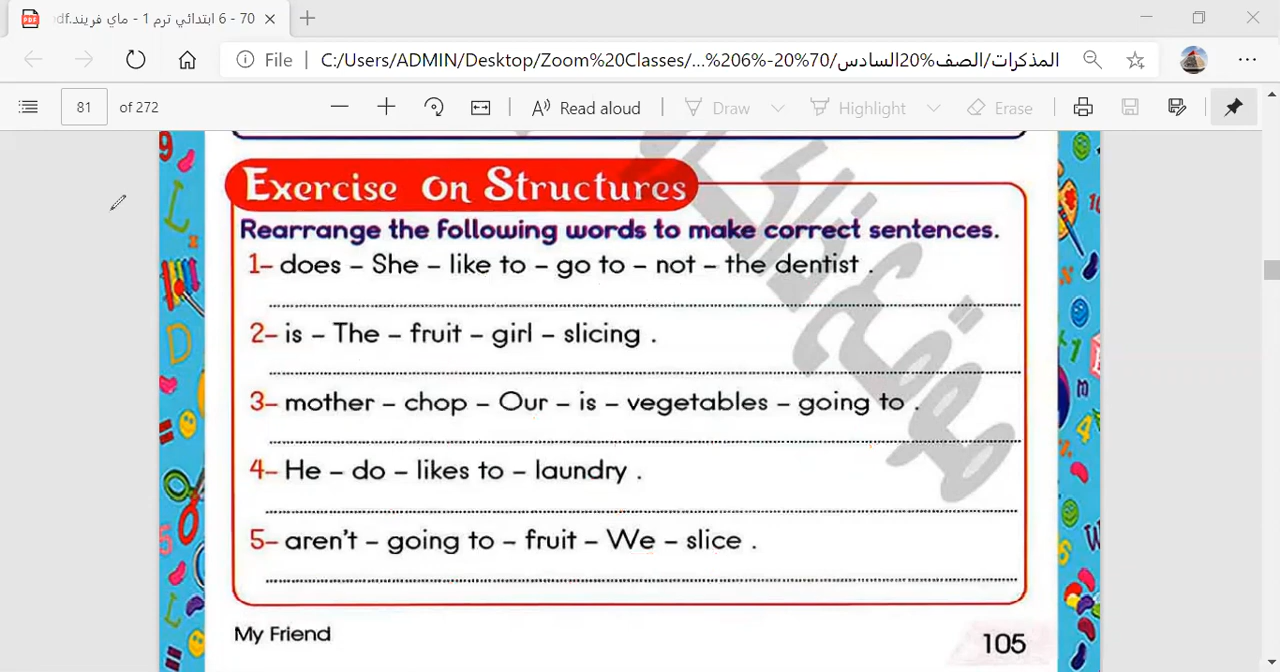 70 - 6 ابتدائي ترم 1 - ماي فريند.pdf
File
C:/Users/ADMIN/Desktop/Zoom%20Classes/...%206%-20%70/المذكرات/الصف%20السادس
81 of 272
Read aloud
Draw
Highlight
Erase
Exercise on Structures
Rearrange the following words to make correct sentences.
1– does – She – like to – go to – not – the dentist .
2– is – The – fruit – girl – slicing .
3– mother – chop – Our – is – vegetables – going to .
4– He – do – likes to – laundry .
5– aren't – going to – fruit – We – slice .
My Friend
105